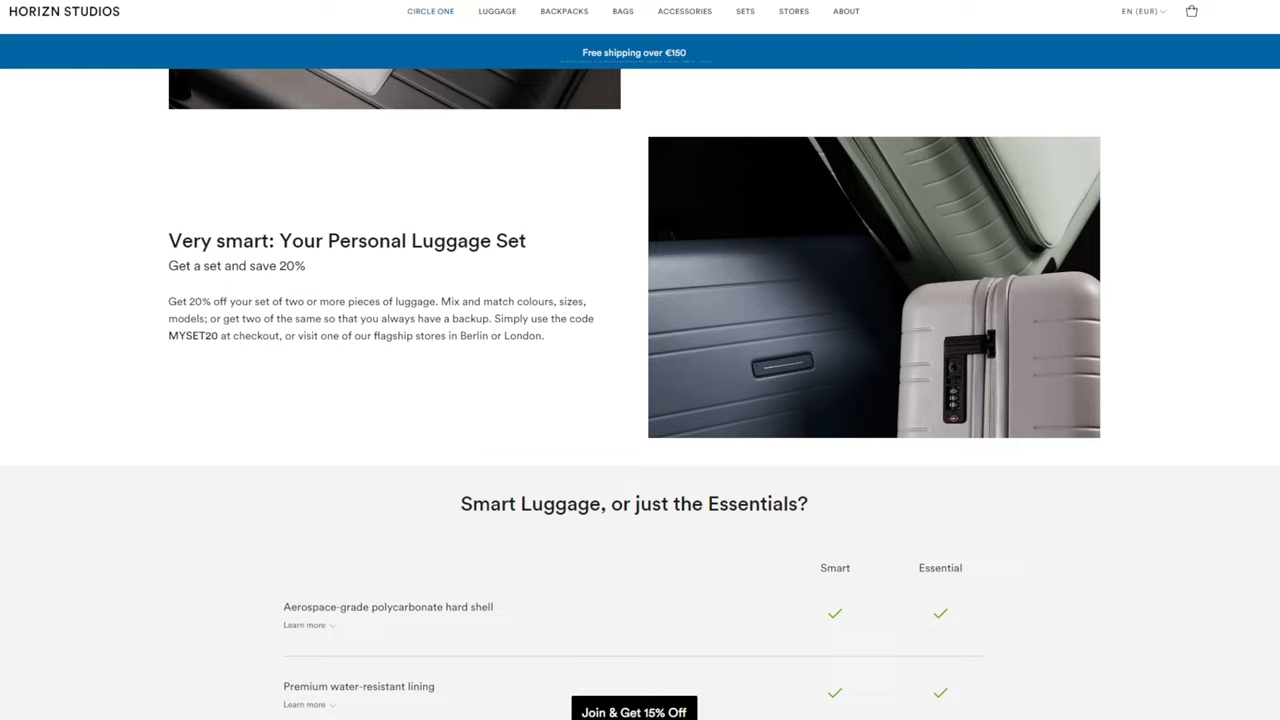 HORIZN STUDIOS
CIRCLE ONE LUGGAGE BACKPACKS BAGS ACCESSORIES SETS STORES ABOUT
EN (EUR)
Free shipping over €150
Very smart: Your Personal Luggage Set
Get a set and save 20%
Get 20% off your set of two or more pieces of luggage. Mix and match colours, sizes,
models; or get two of the same so that you always have a backup. Simply use the code
MYSET20 at checkout, or visit one of our flagship stores in Berlin or London.
Smart Luggage, or just the Essentials?
Smart Essential
Aerospace-grade polycarbonate hard shell
Learn more
Premium water-resistant lining
Learn more
Join & Get 15% Off